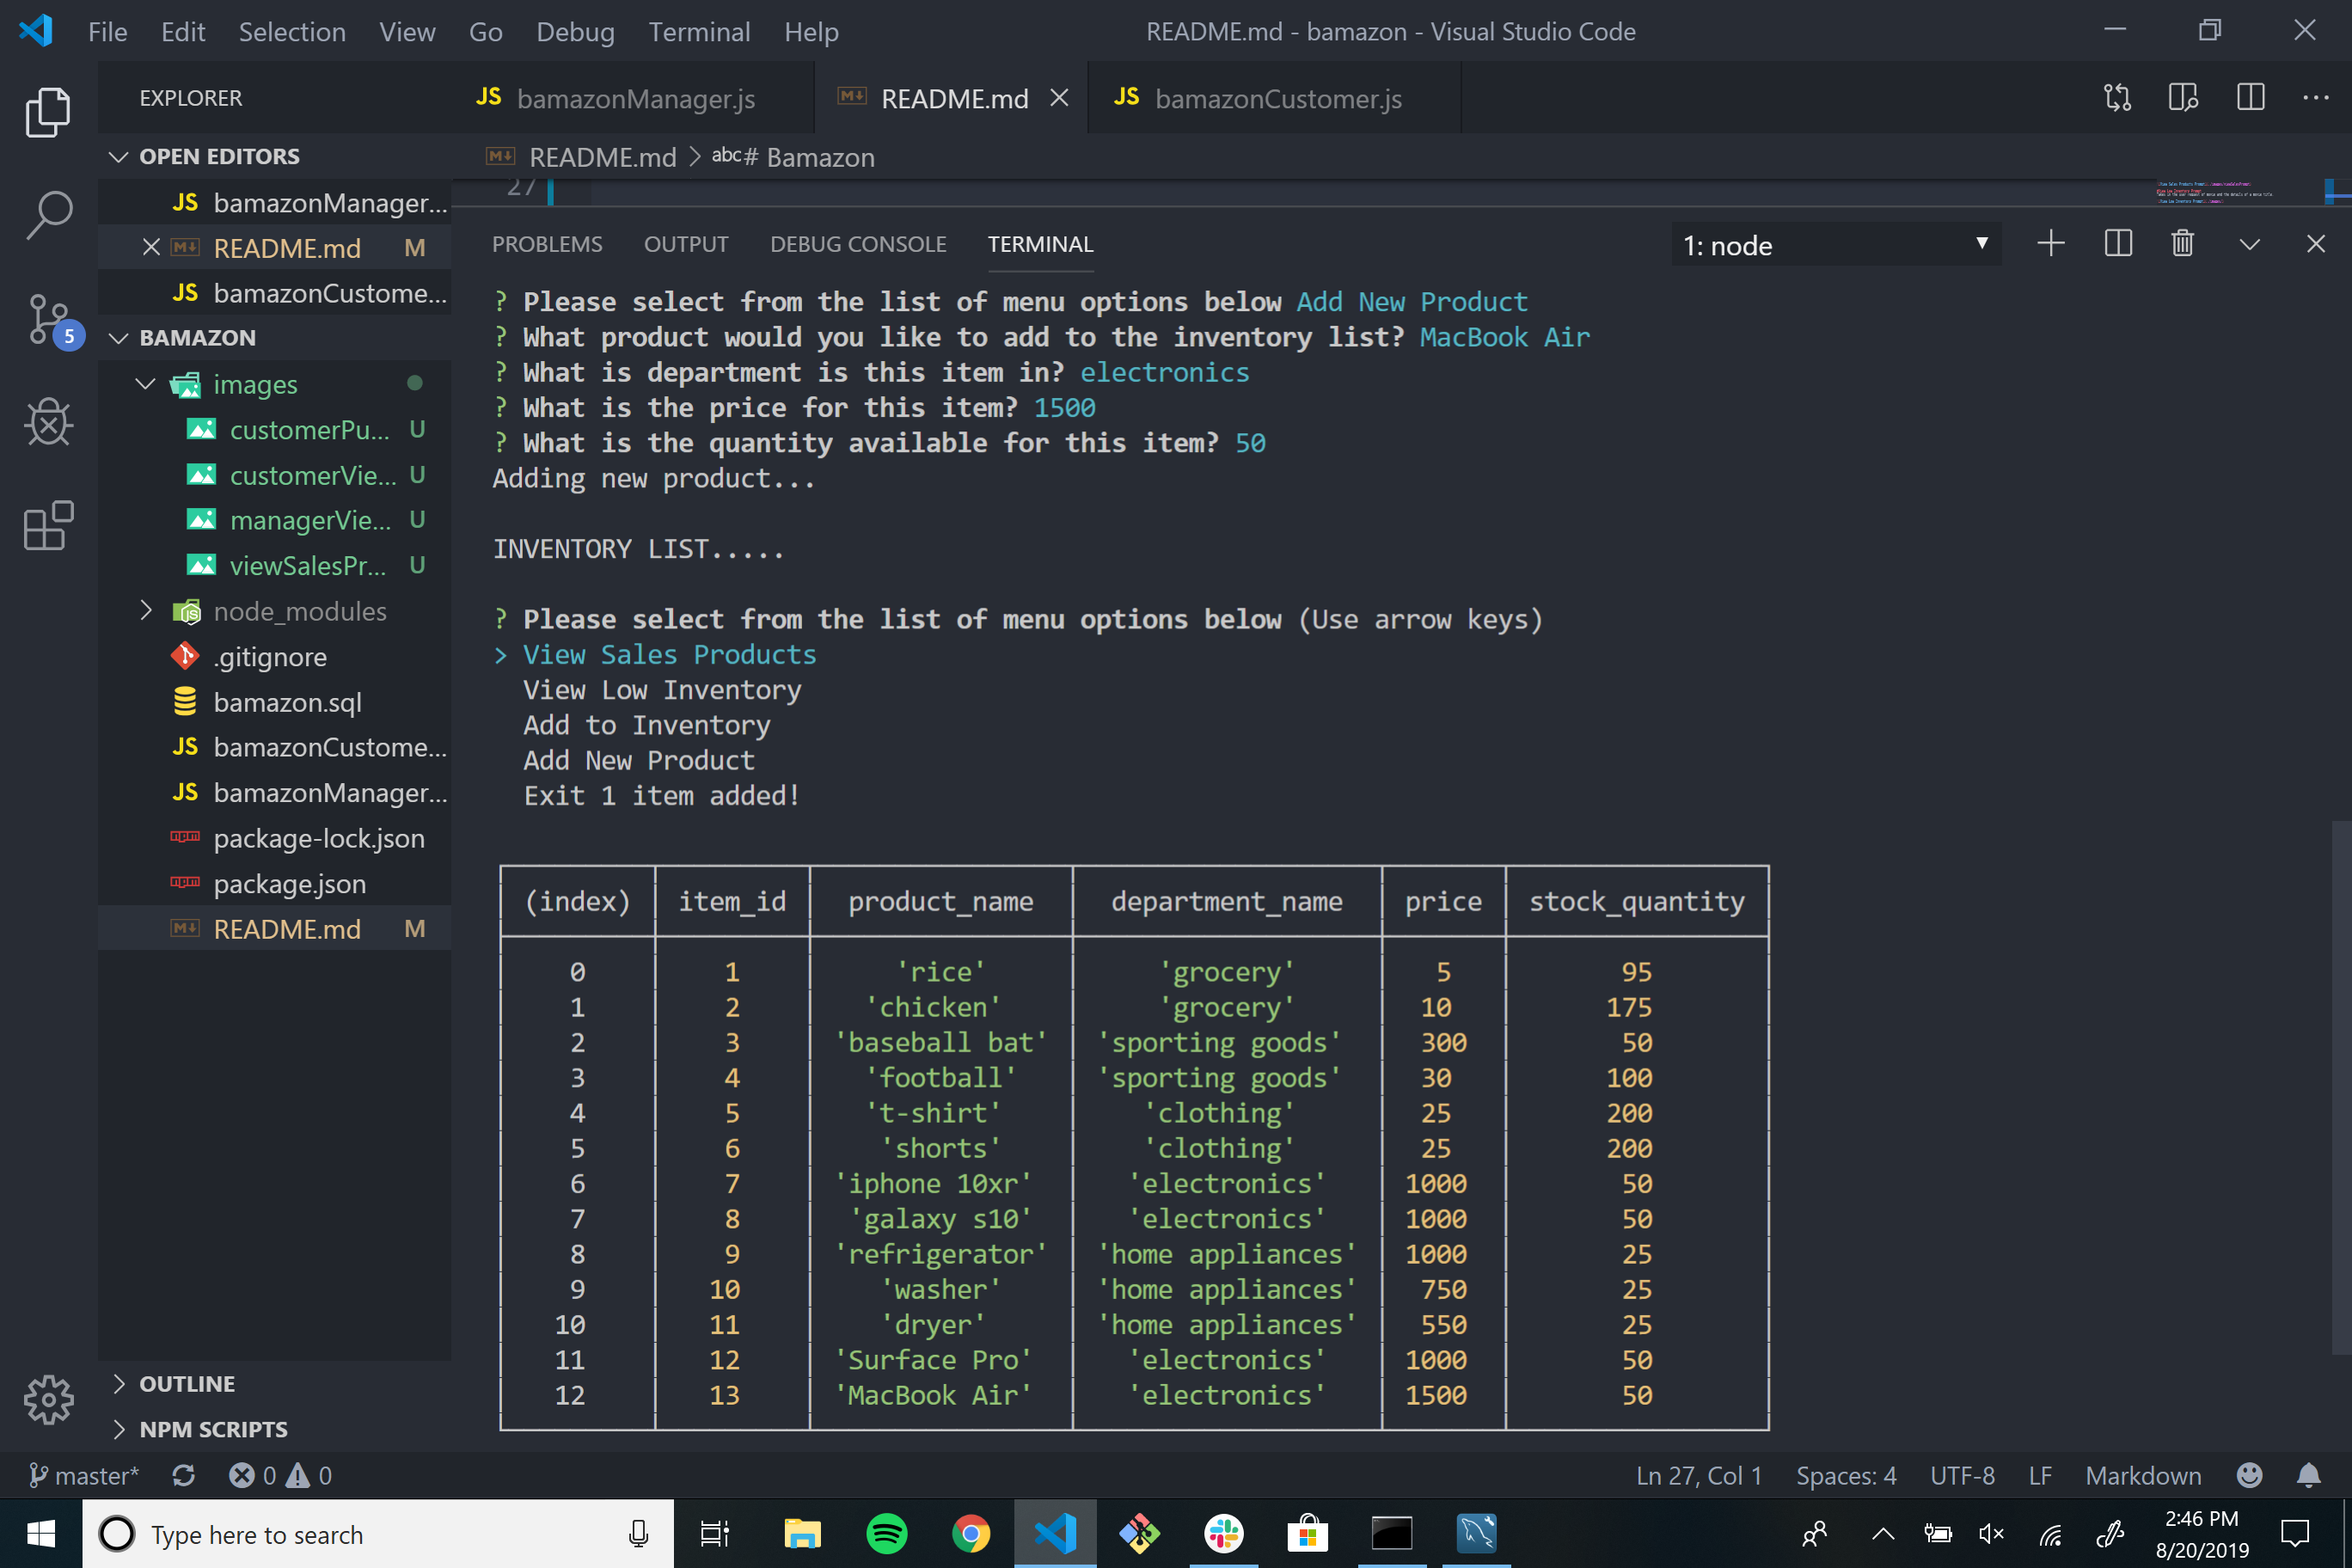 File Edit Selection View Go Debug Terminal Help README.md - bamazon - Visual Studio Code
EXPLORER
JS bamazonManager.js
README.md
JS bamazonCustomer.js
OPEN EDITORS
README.md > abc# Bamazon
JS bamazonManager...
README.md M
JS bamazonCustome...
27
BAMAZON
images
customerPu... U
customerVie... U
managerVie... U
viewSalesPr... U
node_modules
.gitignore
bamazon.sql
JS bamazonCustome...
JS bamazonManager...
package-lock.json
package.json
README.md M
OUTLINE
NPM SCRIPTS
5
PROBLEMS OUTPUT DEBUG CONSOLE TERMINAL 1: node
? Please select from the list of menu options below Add New Product
? What product would you like to add to the inventory list? MacBook Air
? What is department is this item in? electronics
? What is the price for this item? 1500
? What is the quantity available for this item? 50
Adding new product...
INVENTORY LIST.....
? Please select from the list of menu options below (Use arrow keys)
> View Sales Products
View Low Inventory
Add to Inventory
Add New Product
Exit 1 item added!
(index) item_id product_name department_name price stock_quantity
0 1 'rice' 'grocery' 5 95
1 2 'chicken' 'grocery' 10 175
2 3 'baseball bat' 'sporting goods' 300 50
3 4 'football' 'sporting goods' 30 100
4 5 't-shirt' 'clothing' 25 200
5 6 'shorts' 'clothing' 25 200
6 7 'iphone 10xr' 'electronics' 1000 50
7 8 'galaxy s10' 'electronics' 1000 50
8 9 'refrigerator' 'home appliances' 1000 25
9 10 'washer' 'home appliances' 750 25
10 11 'dryer' 'home appliances' 550 25
11 12 'Surface Pro' 'electronics' 1000 50
12 13 'MacBook Air' 'electronics' 1500 50
master* 0 0 Ln 27, Col 1 Spaces: 4 UTF-8 LF Markdown
Type here to search
2:46 PM
8/20/2019